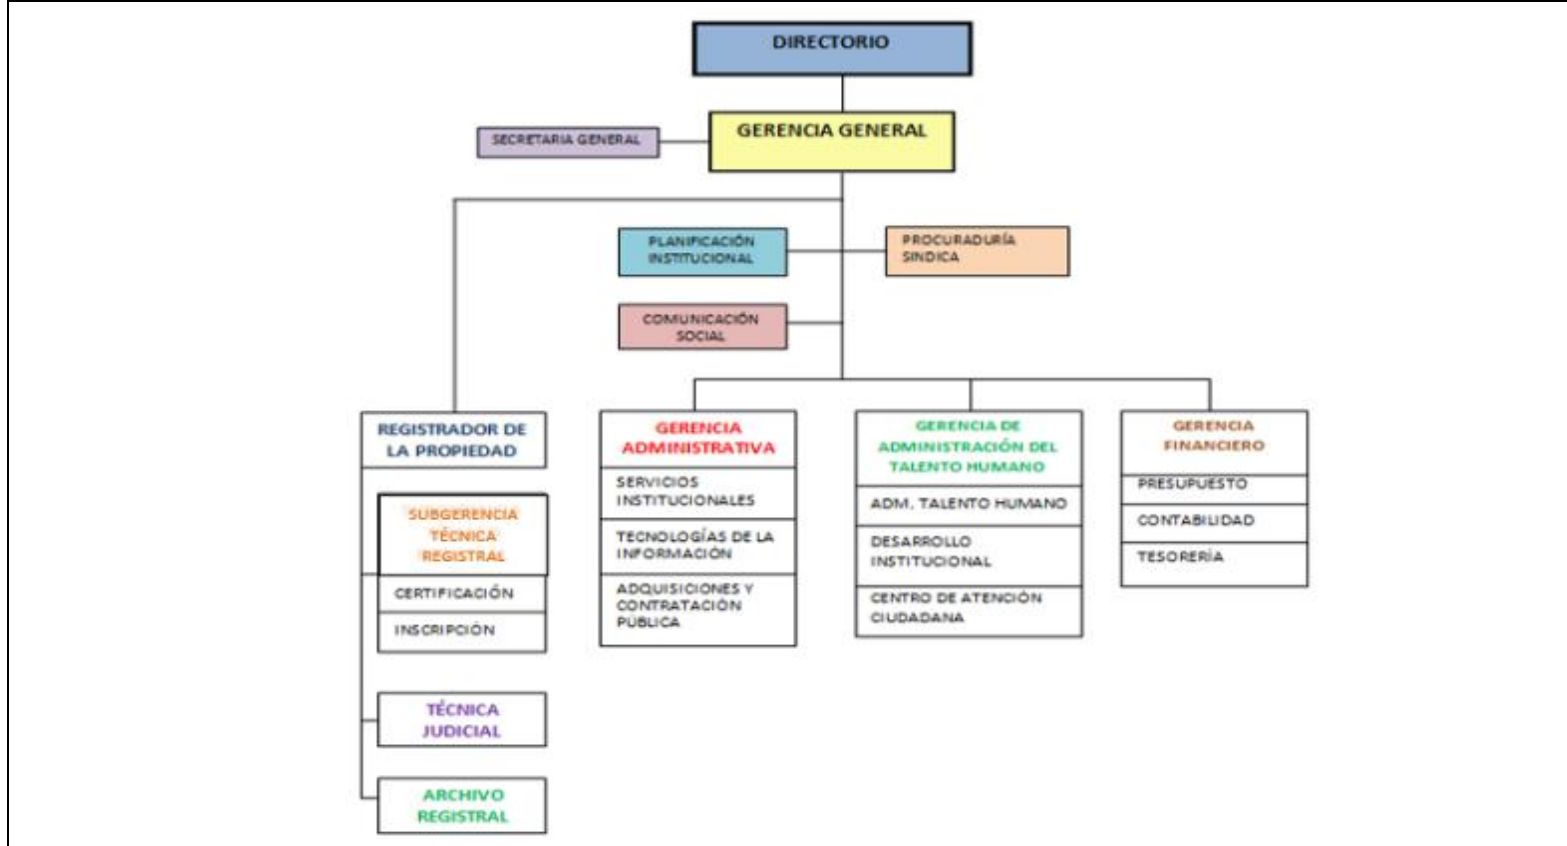 DIRECTORIO
GERENCIA GENERAL
SECRETARIA GENERAL
PLANIFICACIÓN
INSTITUCIONAL
PROCURADURÍA
SINDICA
COMUNICACIÓN
SOCIAL
REGISTRADOR DE
LA PROPIEDAD
SUBGERENCIA
TÉCNICA
REGISTRAL
CERTIFICACIÓN
INSCRIPCIÓN
TÉCNICA
JUDICIAL
ARCHIVO
REGISTRAL
GERENCIA
ADMINISTRATIVA
SERVICIOS
INSTITUCIONALES
TECNOLOGÍAS DE LA
INFORMACIÓN
ADQUISICIONES Y
CONTRATACIÓN
PÚBLICA
GERENCIA DE
ADMINISTRACIÓN DEL
TALENTO HUMANO
ADM. TALENTO HUMANO
DESARROLLO
INSTITUCIONAL
CENTRO DE ATENCIÓN
CIUDADANA
GERENCIA
FINANCIERO
PRESUPUESTO
CONTABILIDAD
TESORERÍA